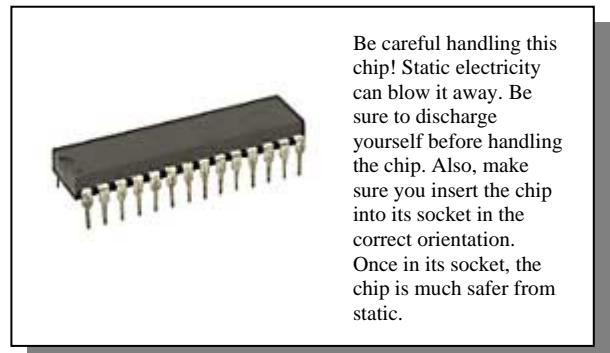 Be careful handling this
chip! Static electricity
can blow it away. Be
sure to discharge
yourself before handling
the chip. Also, make
sure you insert the chip
into its socket in the
correct orientation.
Once in its socket, the
chip is much safer from
static.